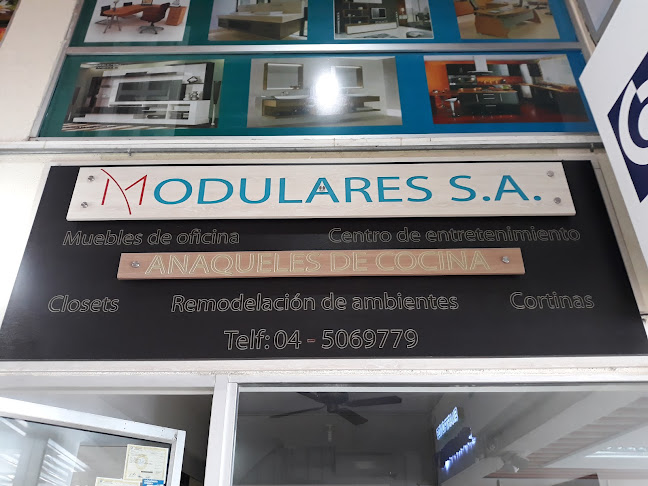 MODULARES S.A.
Muebles de oficina Centro de entretenimiento
ANAQUELES DE COCINA
Closets Remodelación de ambientes Cortinas
Telf: 04 - 5069779